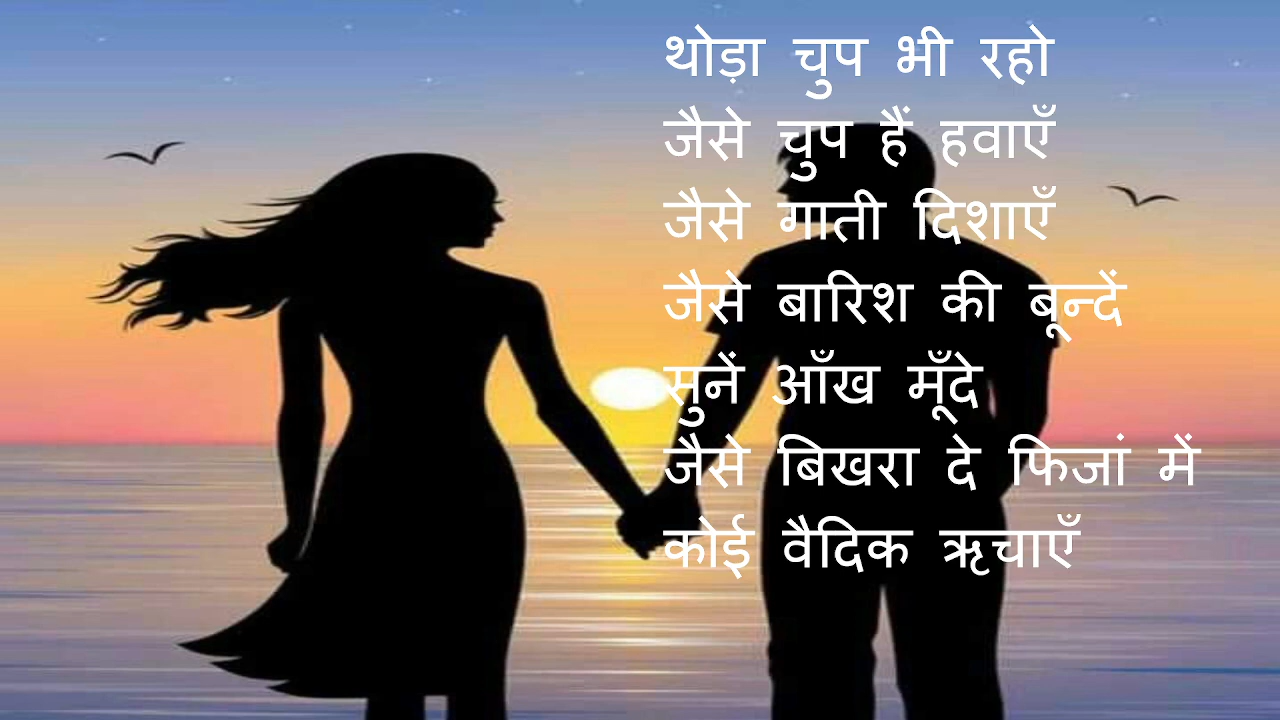 थोड़ा चुप भी रहो
जैसे चुप हैं हवाएँ
जैसे गाती दिशाएँ
जैसे बारिश की बून्दें
सुनें आँख मूँदे
जैसे बिखरा दे फिजां में
कोई वैदिक ऋचाएँ